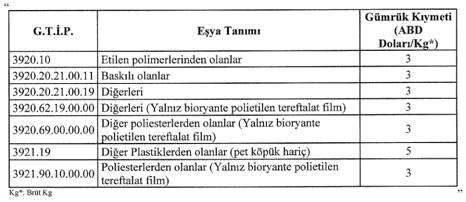 “
G.T.İ.P. Eşya Tanımı Gümrük Kıymeti
(ABD
Doları/Kg*)
3920.10 Etilen polimerlerinden olanlar 3
3920.20.21.00.11 Baskılı olanlar 3
3920.20.21.00.19 Diğerleri 3
3920.62.19.00.00 Diğerleri (Yalnız bioryante polietilen tereftalat film) 3
3920.69.00.00.00 Diğer poliesterlerden olanlar (Yalnız bioryante
polietilen tereftalat film) 3
3921.19 Diğer Plastiklerden olanlar (pet köpük hariç) 5
3921.90.10.00.00 Poliesterlerden olanlar (Yalnız bioryante polietilen
tereftalat film) 3
Kg*: Brüt Kg
”